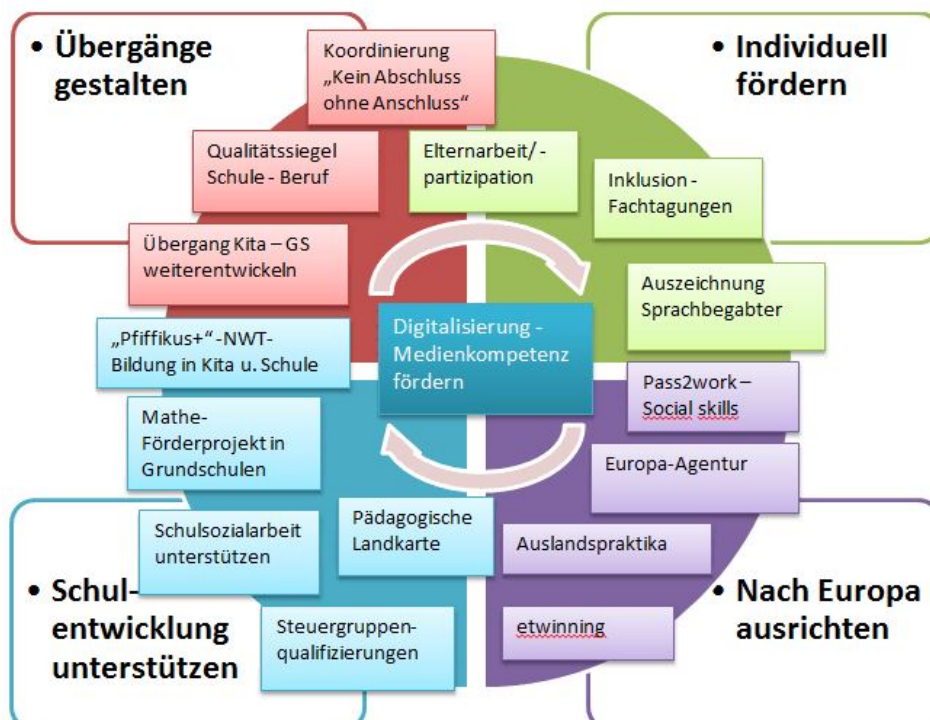 • Übergänge
gestalten
Koordinierung
„Kein Abschluss
ohne Anschluss“
Qualitätssiegel
Schule - Beruf
Übergang Kita – GS
weiterentwickeln
• Individuell
fördern
Elternarbeit/ -
partizipation
Inklusion -
Fachtagungen
Auszeichnung
Sprachbegabter
Digitalisierung -
Medienkompetenz
fördern
„Pfiffikus+“ -NWT-
Bildung in Kita u. Schule
Mathe-
Förderprojekt in
Grundschulen
Schulsozialarbeit
unterstützen
Pädagogische
Landkarte
Steuergruppen-
qualifizierungen
• Schul-
entwicklung
unterstützen
Pass2work –
Social skills
Europa-Agentur
Auslandspraktika
etwinning
• Nach Europa
ausrichten